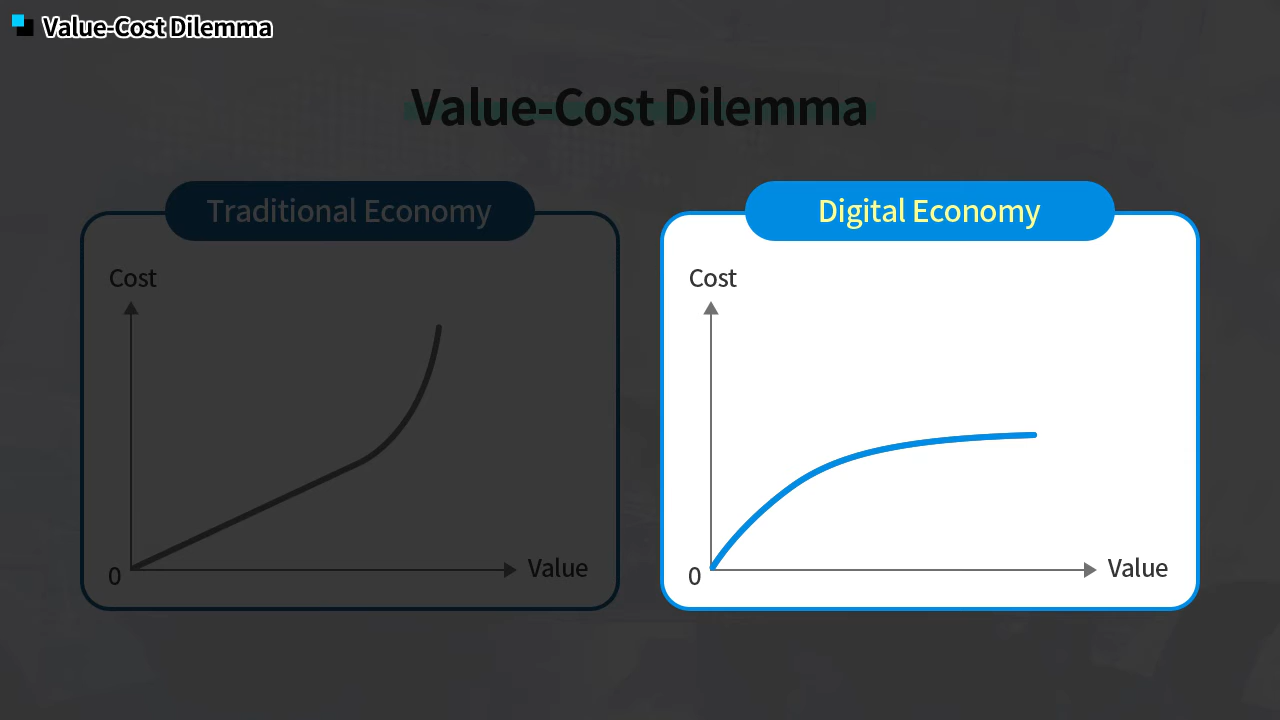 Value-Cost Dilemma
Value-Cost Dilemma
Traditional Economy
Cost
0
Value
Digital Economy
Cost
0
Value